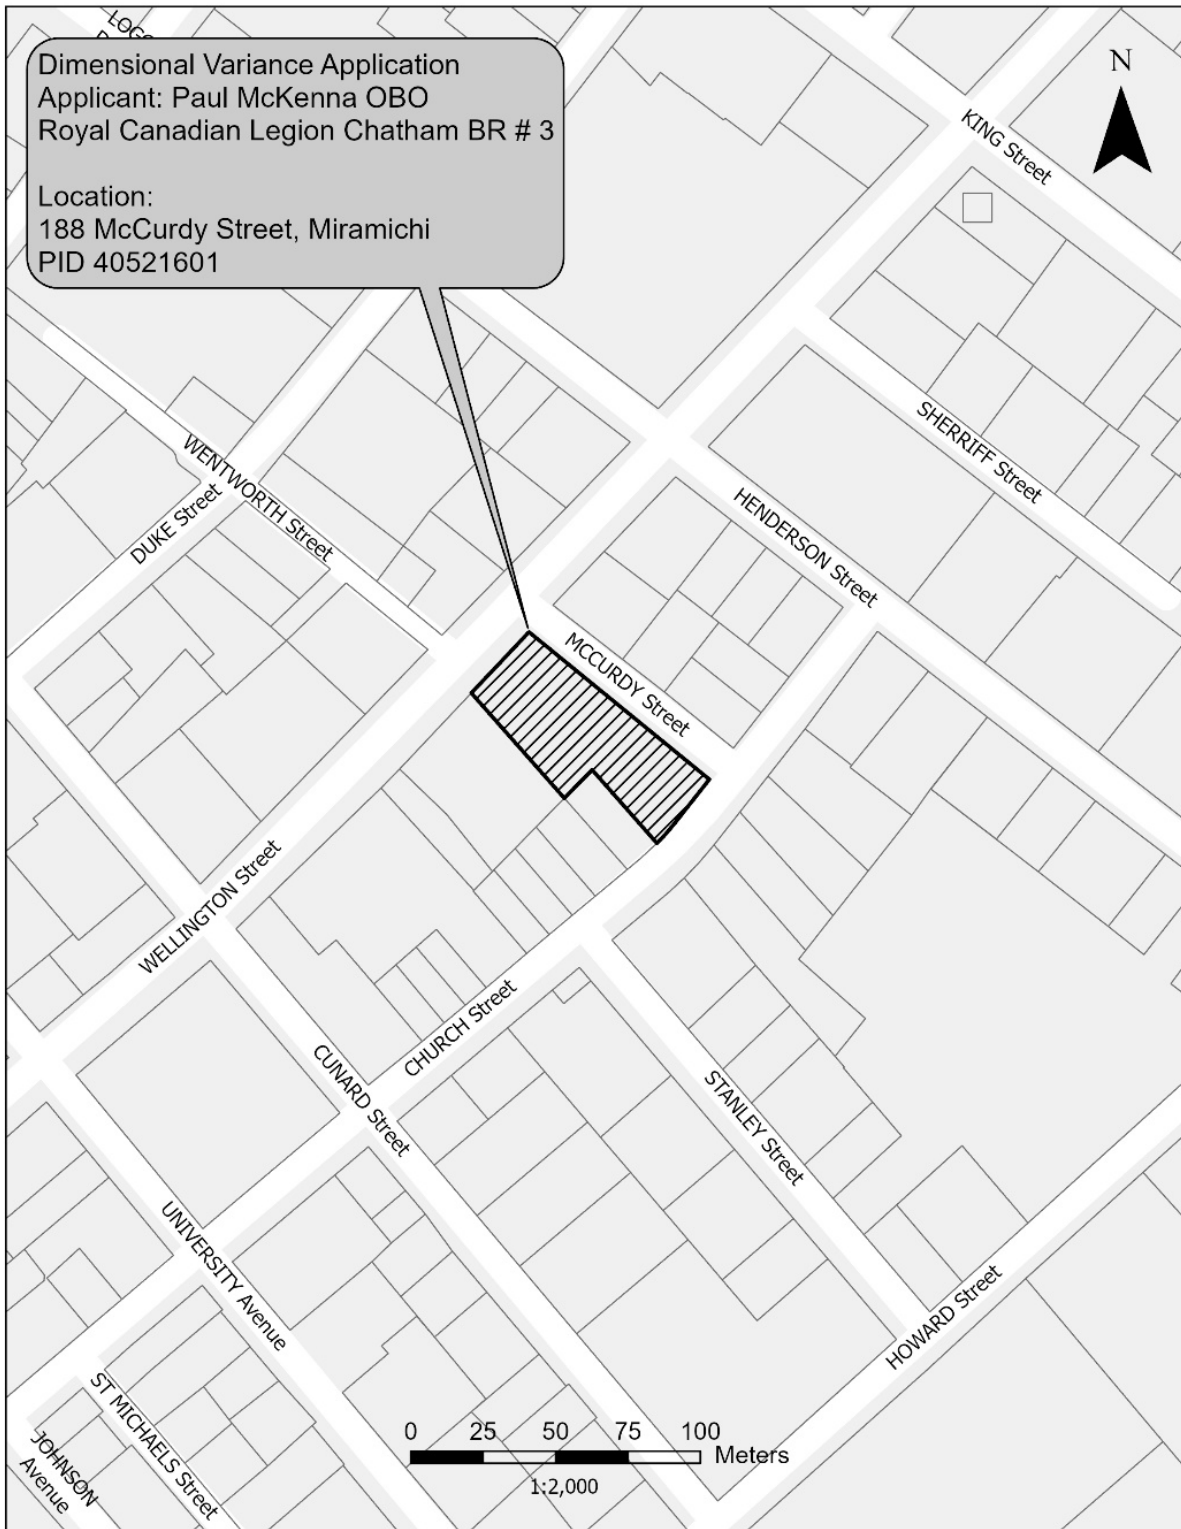 Dimensional Variance Application
Applicant: Paul McKenna OBO
Royal Canadian Legion Chatham BR # 3
Location:
188 McCurdy Street, Miramichi
PID 40521601
N
KING Street
SHERRIFF Street
WENTWORTH Street
DUKE Street
HENDERSON Street
MCCURDY Street
WELLINGTON Street
CHURCH Street
CUNARD Street
STANLEY Street
UNIVERSITY Avenue
HOWARD Street
ST MICHAELS Street
JOHNSON
Avenue
0 25 50 75 100
Meters
1:2,000